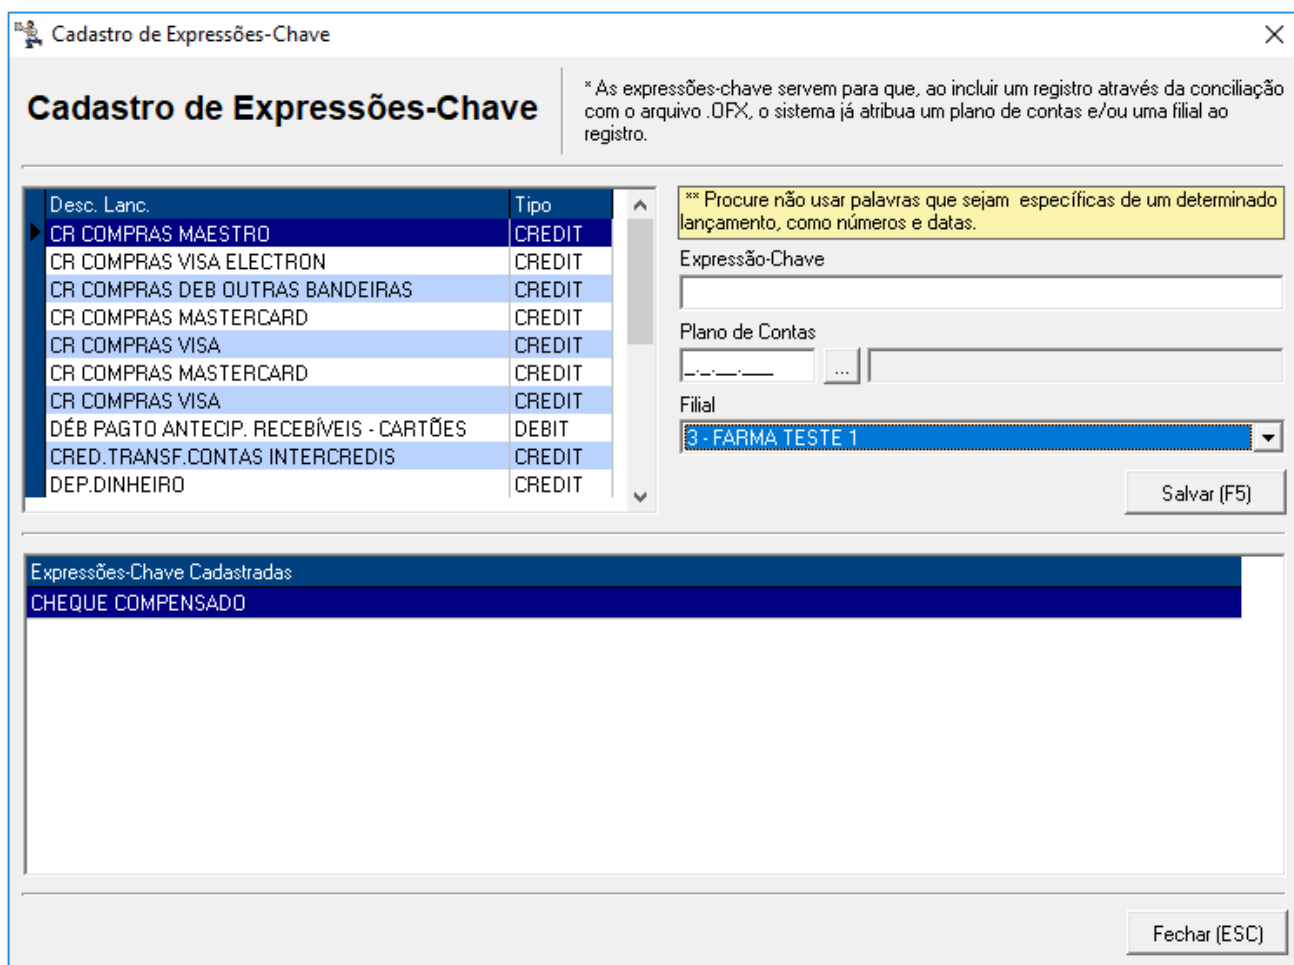 Cadastro de Expressões-Chave
Cadastro de Expressões-Chave
* As expressões-chave servem para que, ao incluir um registro através da conciliação
com o arquivo .OFX, o sistema já atribua um plano de contas e/ou uma filial ao
registro.
Desc. Lanc. Tipo
CR COMPRAS MAESTRO CREDIT
CR COMPRAS VISA ELECTRON CREDIT
CR COMPRAS DEB OUTRAS BANDEIRAS CREDIT
CR COMPRAS MASTERCARD CREDIT
CR COMPRAS VISA CREDIT
CR COMPRAS MASTERCARD CREDIT
CR COMPRAS VISA CREDIT
DÉB PAGTO ANTECIP. RECEBÍVEIS - CARTÕES DEBIT
CRED.TRANSF.CONTAS INTERCREDIS CREDIT
DEP.DINHEIRO CREDIT
** Procure não usar palavras que sejam específicas de um determinado
lançamento, como números e datas.
Expressão-Chave
Plano de Contas
_._.__.___ ...
Filial
3 - FARMA TESTE 1
Salvar (F5)
Expressões-Chave Cadastradas
CHEQUE COMPENSADO
Fechar (ESC)